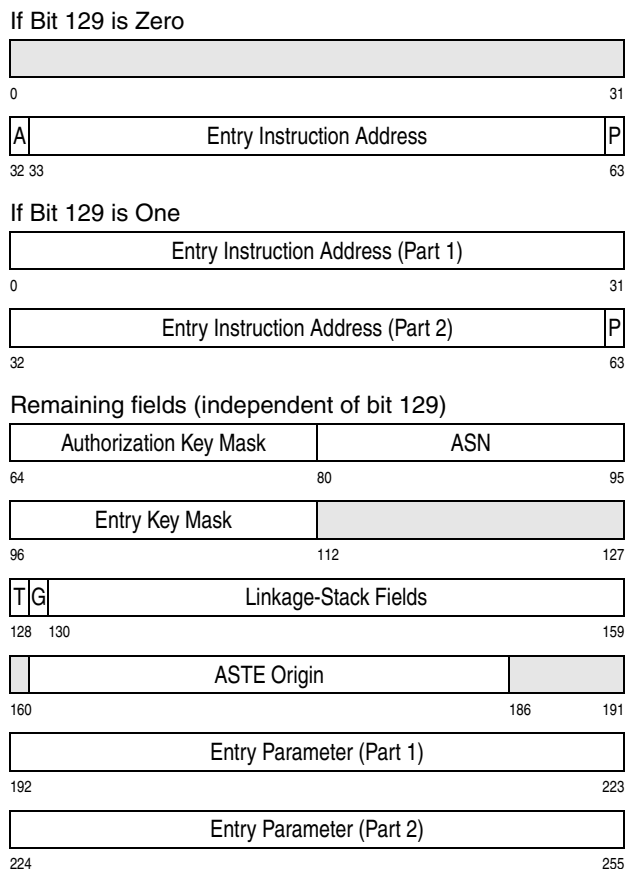 If Bit 129 is Zero
0 31
A Entry Instruction Address P
32 33 63
If Bit 129 is One
Entry Instruction Address (Part 1)
0 31
Entry Instruction Address (Part 2) P
32 63
Remaining fields (independent of bit 129)
Authorization Key Mask ASN
64 80 95
Entry Key Mask
96 112 127
T G Linkage-Stack Fields
128 130 159
ASTE Origin
160 186 191
Entry Parameter (Part 1)
192 223
Entry Parameter (Part 2)
224 255